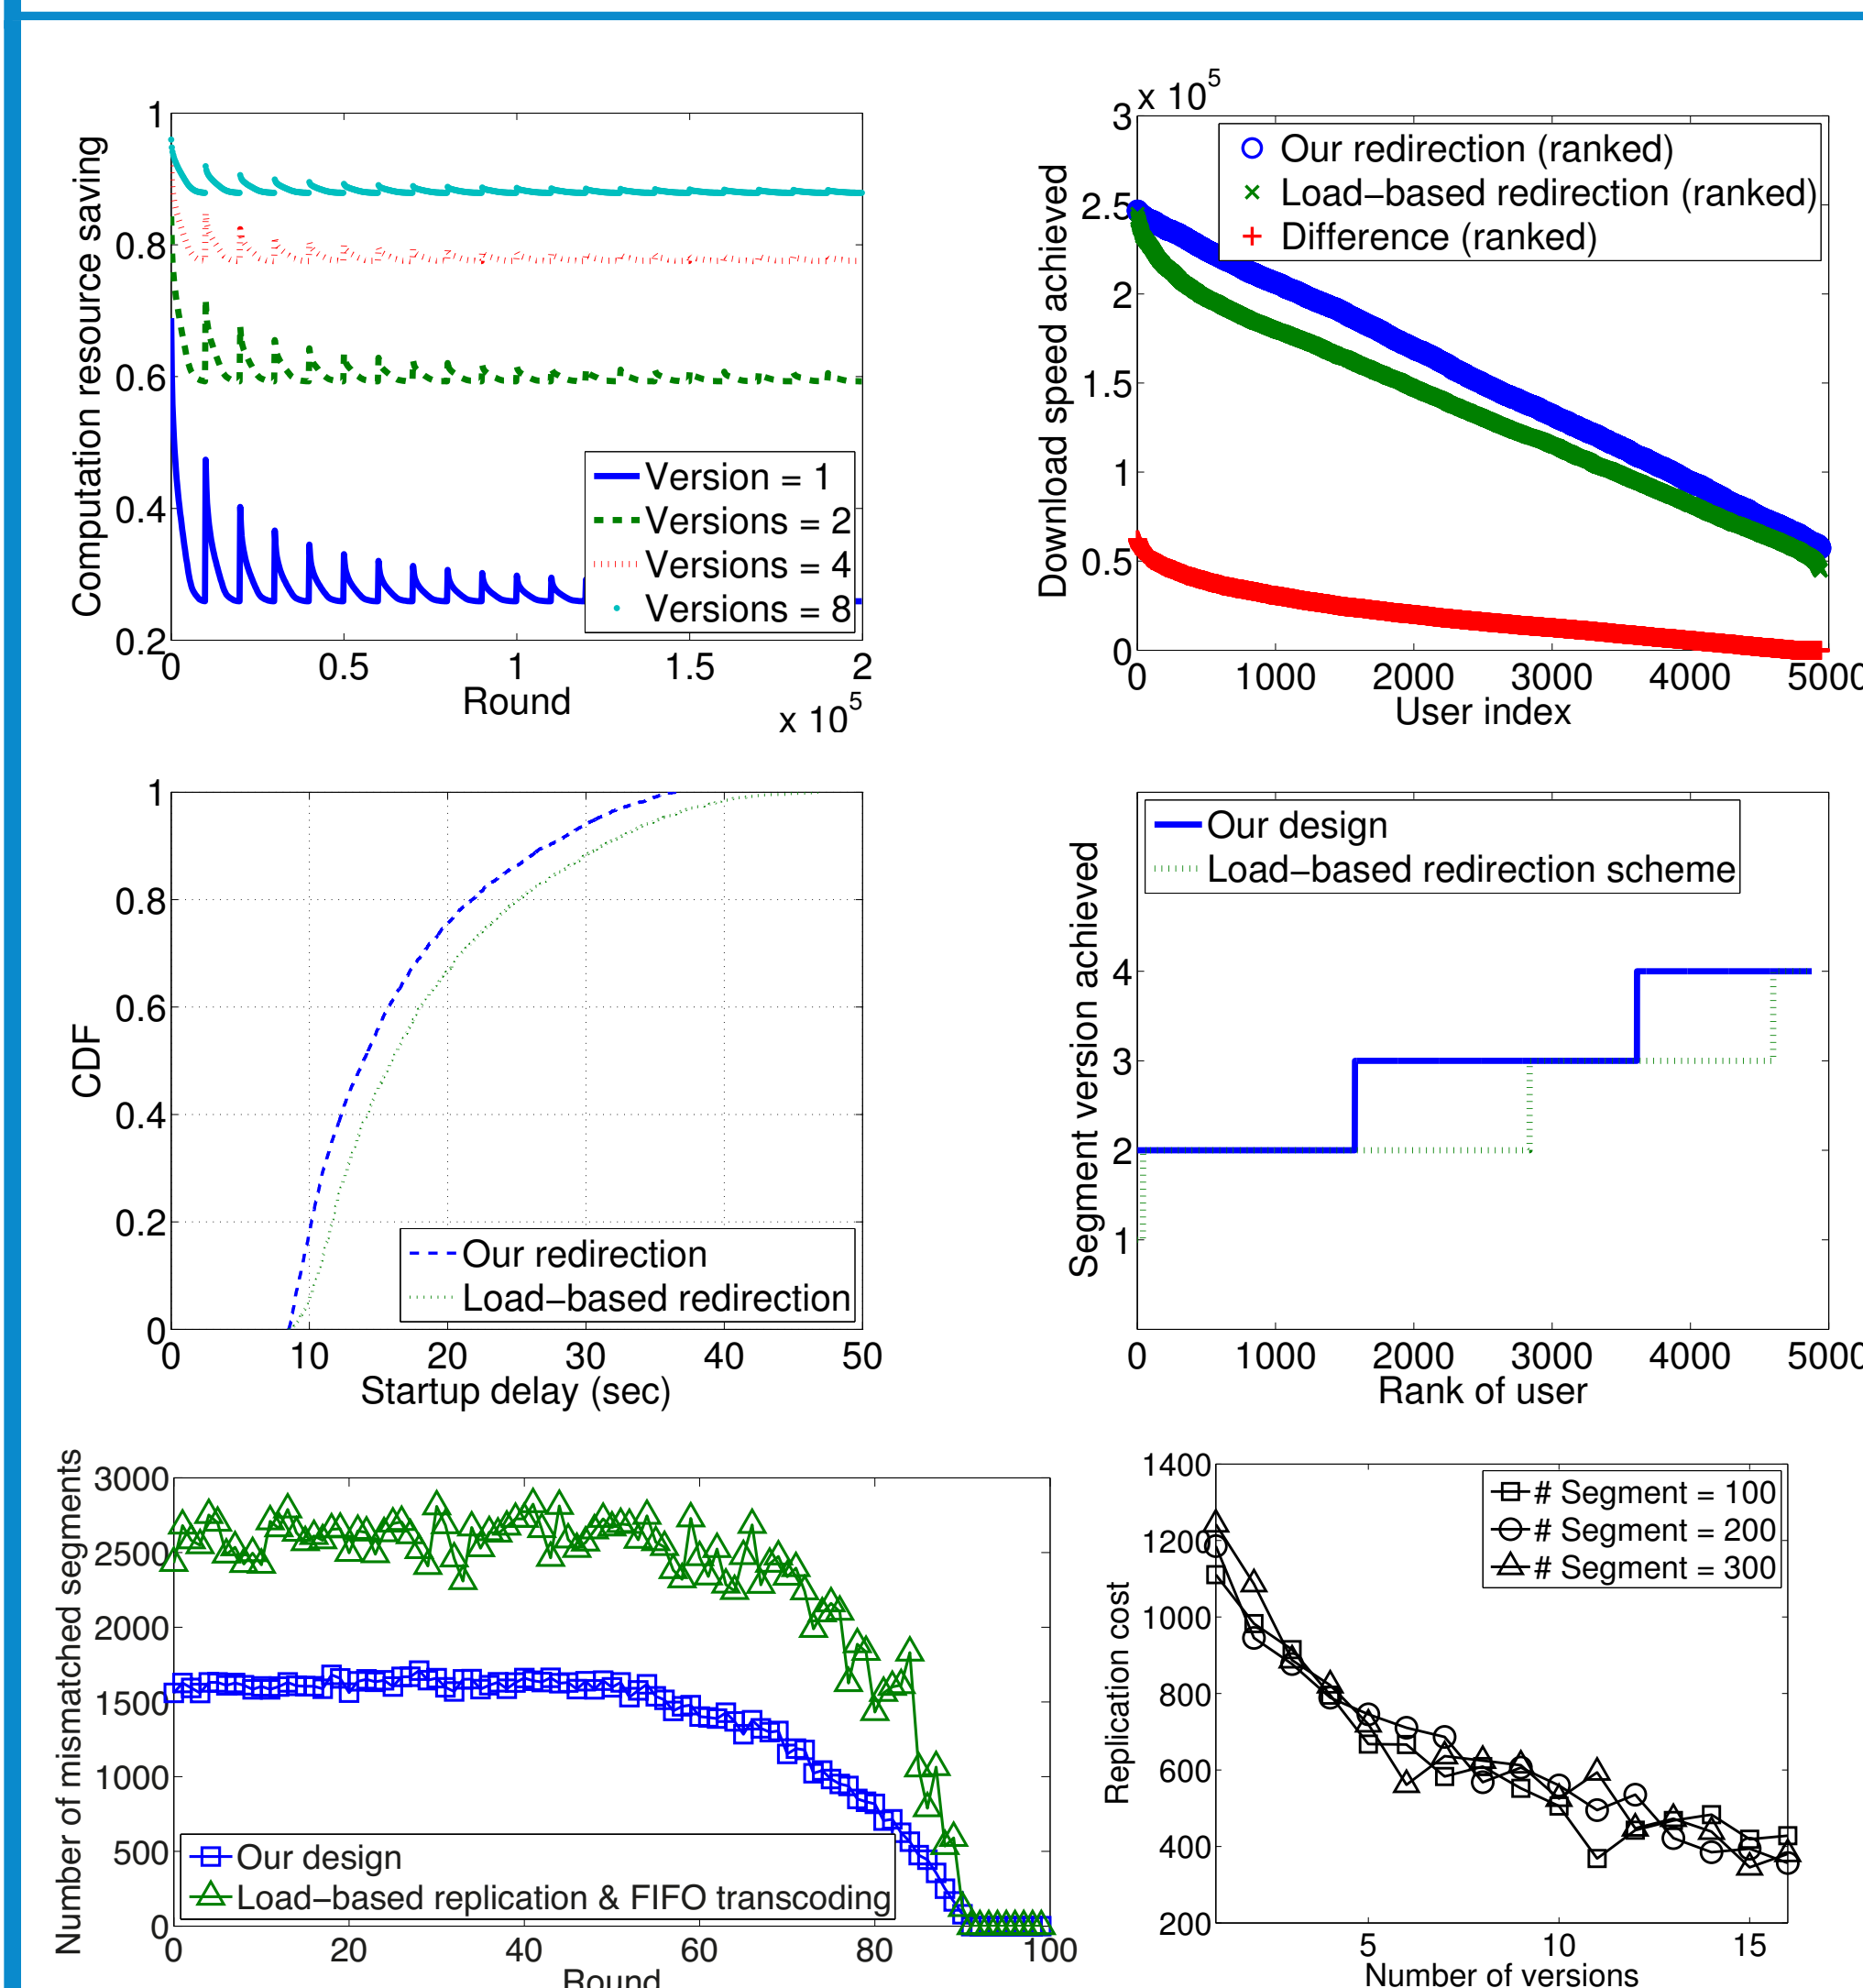 Computation resource saving
1
0.8
0.6
0.4
0.2
0 0.5 1 1.5 2
Round
x 10^5
Version = 1
Versions = 2
Versions = 4
Versions = 8
x 10^5
Download speed achieved
3
2.5
2
1.5
1
0.5
0
0 1000 2000 3000 4000 5000
User index
Our redirection (ranked)
Load−based redirection (ranked)
Difference (ranked)
CDF
1
0.8
0.6
0.4
0.2
0
0 10 20 30 40 50
Startup delay (sec)
Our redirection
Load−based redirection
Segment version achieved
4
3
2
1
0 1000 2000 3000 4000 5000
Rank of user
Our design
Load−based redirection scheme
Number of mismatched segments
3000
2500
2000
1500
1000
500
0
0 20 40 60 80 100
Round
Our design
Load−based replication & FIFO transcoding
Replication cost
1400
1200
1000
800
600
400
200
5 10 15
Number of versions
# Segment = 100
# Segment = 200
# Segment = 300